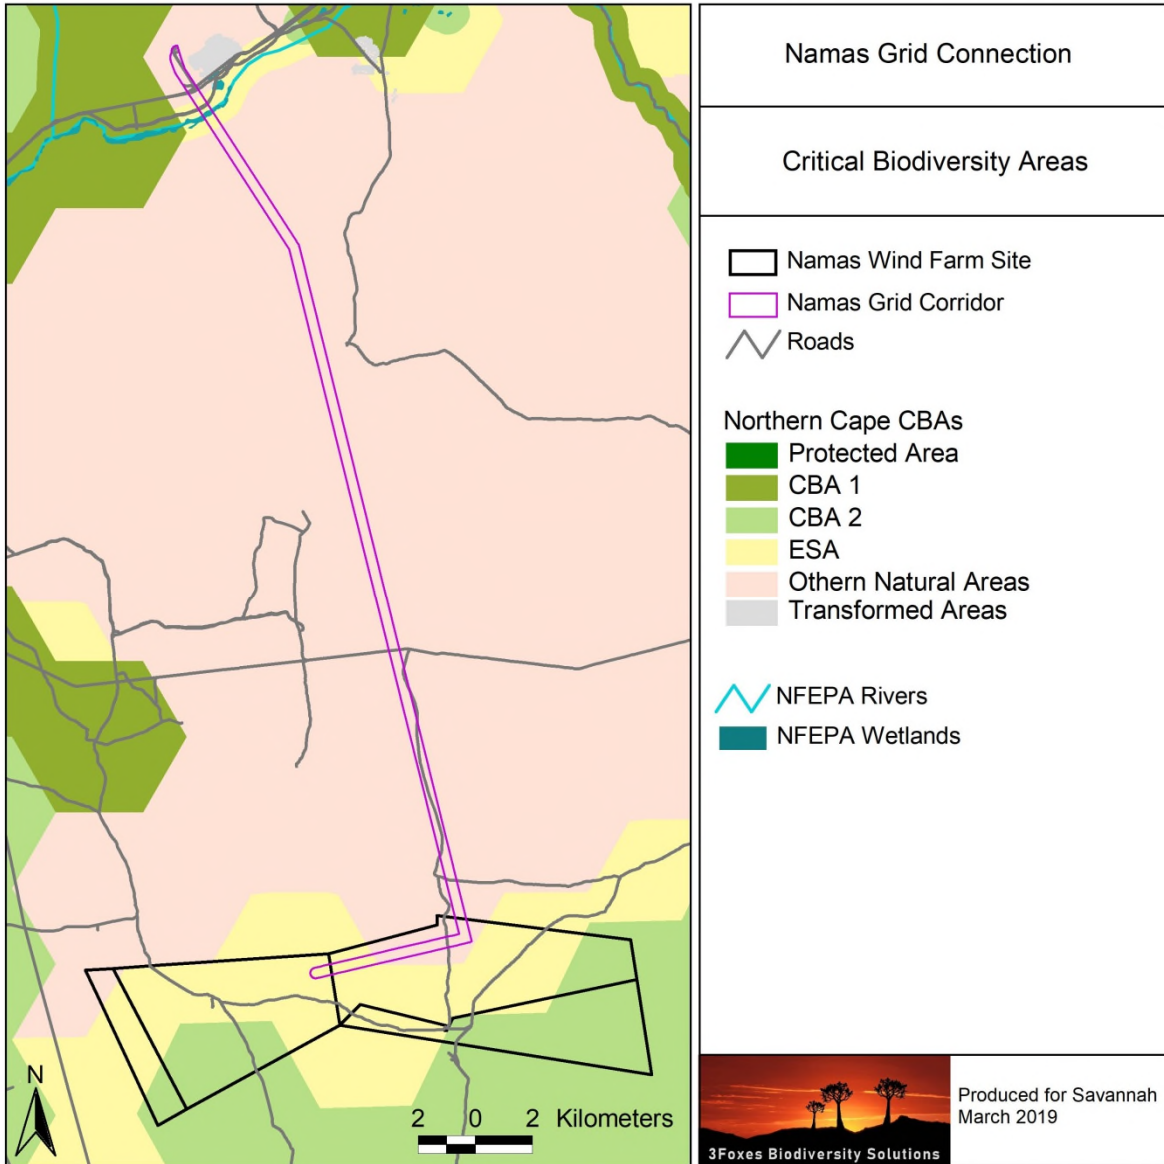 Namas Grid Connection
Critical Biodiversity Areas
Namas Wind Farm Site
Namas Grid Corridor
Roads
Northern Cape CBAs
Protected Area
CBA 1
CBA 2
ESA
Othern Natural Areas
Transformed Areas
NFEPA Rivers
NFEPA Wetlands
N
2 0 2 Kilometers
3Foxes Biodiversity Solutions
Produced for Savannah
March 2019